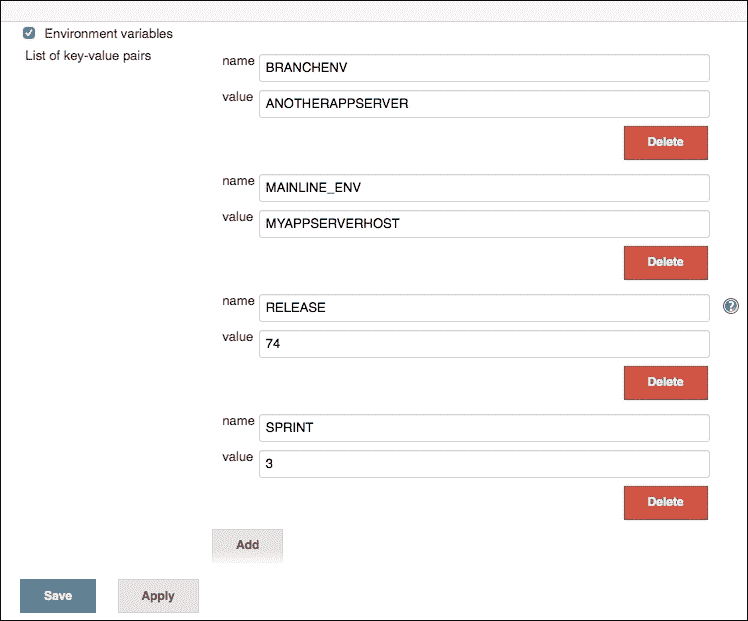 Environment variables
List of key-value pairs
name BRANCHENV
value ANOTHERAPPSERVER
Delete
name MAINLINE_ENV
value MYAPPSERVERHOST
Delete
name RELEASE ?
value 74
Delete
name SPRINT
value 3
Delete
Add
Save Apply